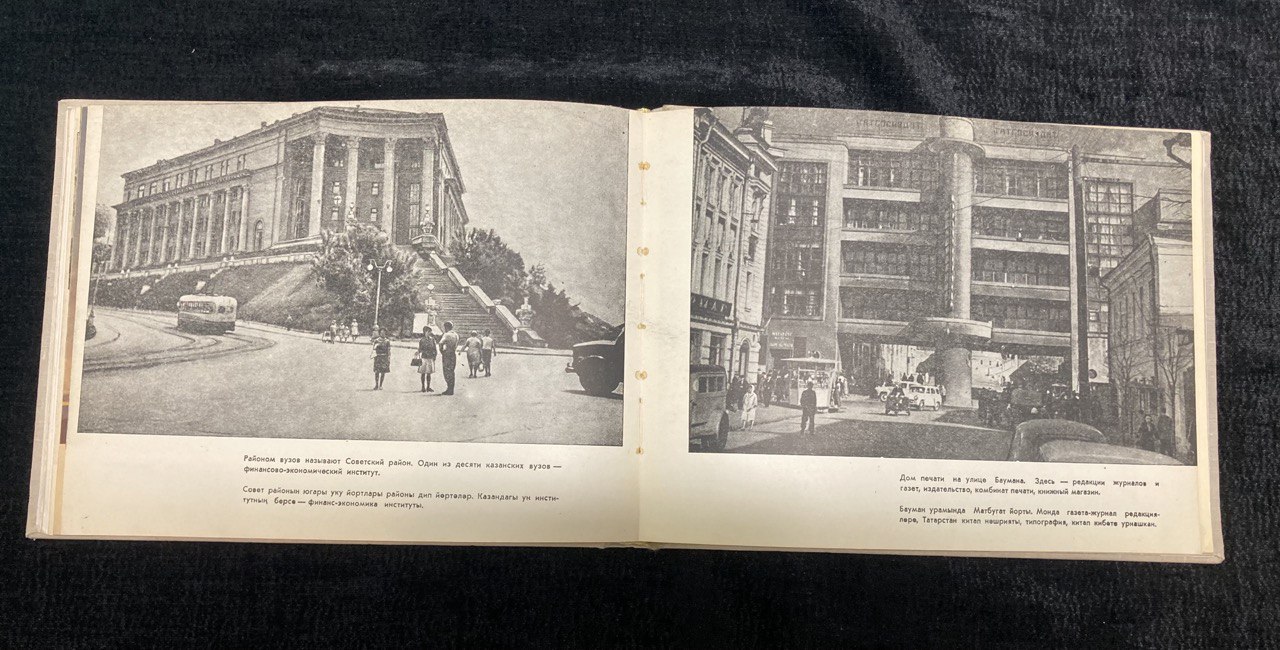 Районом вузов называют Советский район. Один из десяти казанских вузов —
финансово-экономический институт.
Совет районын югары уку йортлары районы дип йөртәләр. Казандагы ун инсти-
тутның берсе — финанс-экономика институты.
ТАТГОСИЗДАТ
Дом печати на улице Баумана. Здесь — редакции журналов и
газет, издательство, комбинат печати, книжный магазин.
Бауман урамында Матбугат йорты. Монда газета-журнал редакция-
ләре, Татарстан китап нәшрияты, типография, китап кибете урнашкан.